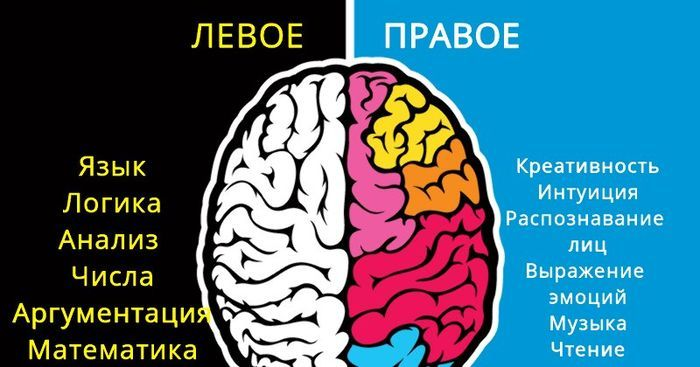 ЛЕВОЕ
Язык
Логика
Анализ
Числа
Аргументация
Математика
ПРАВОЕ
Креативность
Интуиция
Распознавание
лиц
Выражение
эмоций
Музыка
Чтение